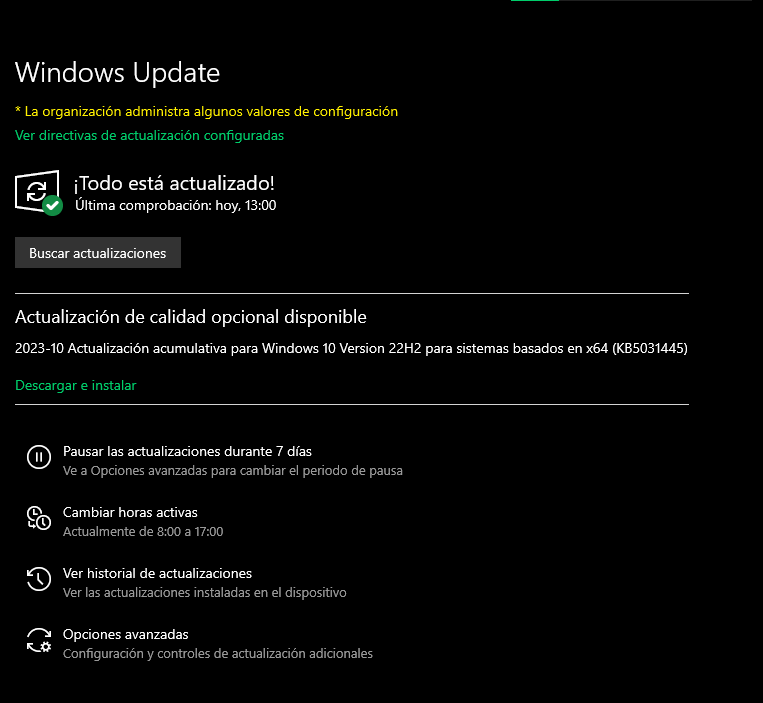 Windows Update
* La organización administra algunos valores de configuración
Ver directivas de actualización configuradas
¡Todo está actualizado!
Última comprobación: hoy, 13:00
Buscar actualizaciones
Actualización de calidad opcional disponible
2023-10 Actualización acumulativa para Windows 10 Version 22H2 para sistemas basados en x64 (KB5031445)
Descargar e instalar
Pausar las actualizaciones durante 7 días
Ve a Opciones avanzadas para cambiar el periodo de pausa
Cambiar horas activas
Actualmente de 8:00 a 17:00
Ver historial de actualizaciones
Ver las actualizaciones instaladas en el dispositivo
Opciones avanzadas
Configuración y controles de actualización adicionales